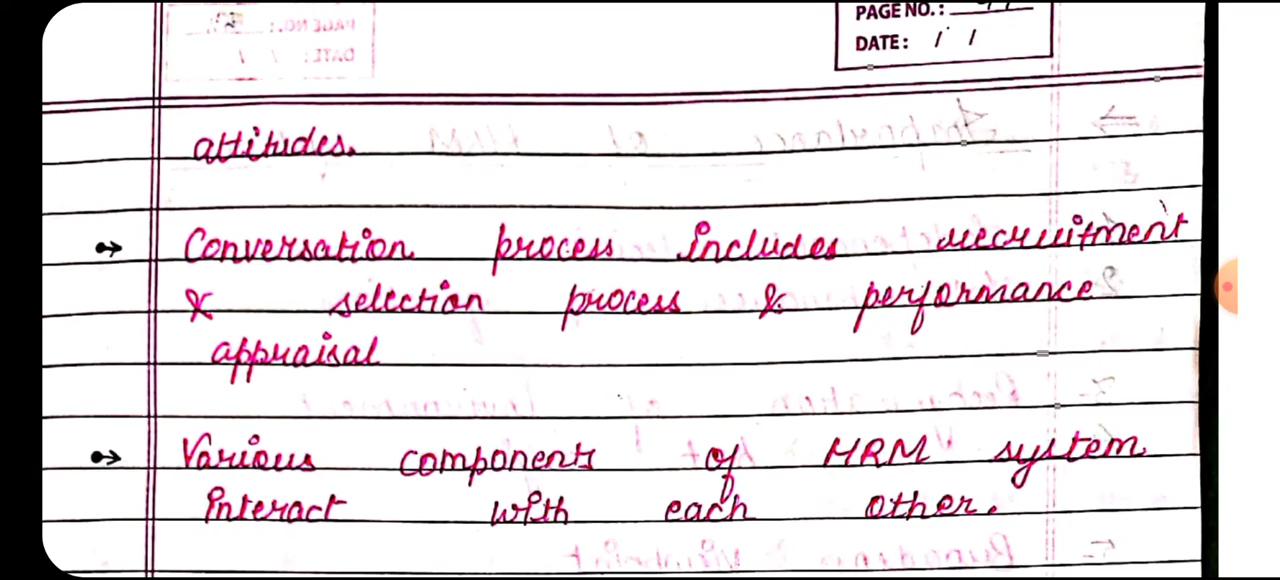 PAGE NO.:
DATE: / /
attitudes.
Conversation process includes recruitment
& selection process & performance
appraisal
Various components of HRM system
interact with each other.